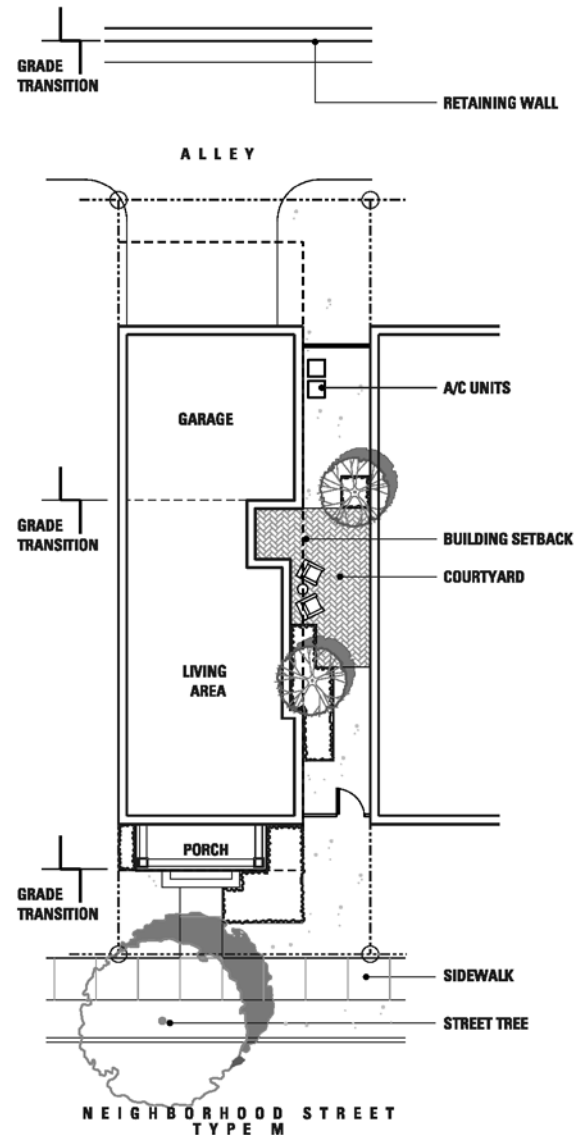 GRADE
TRANSITION
RETAINING WALL
ALLEY
A/C UNITS
GARAGE
GRADE
TRANSITION
BUILDING SETBACK
COURTYARD
LIVING
AREA
PORCH
GRADE
TRANSITION
SIDEWALK
STREET TREE
NEIGHBORHOOD STREET
TYPE M